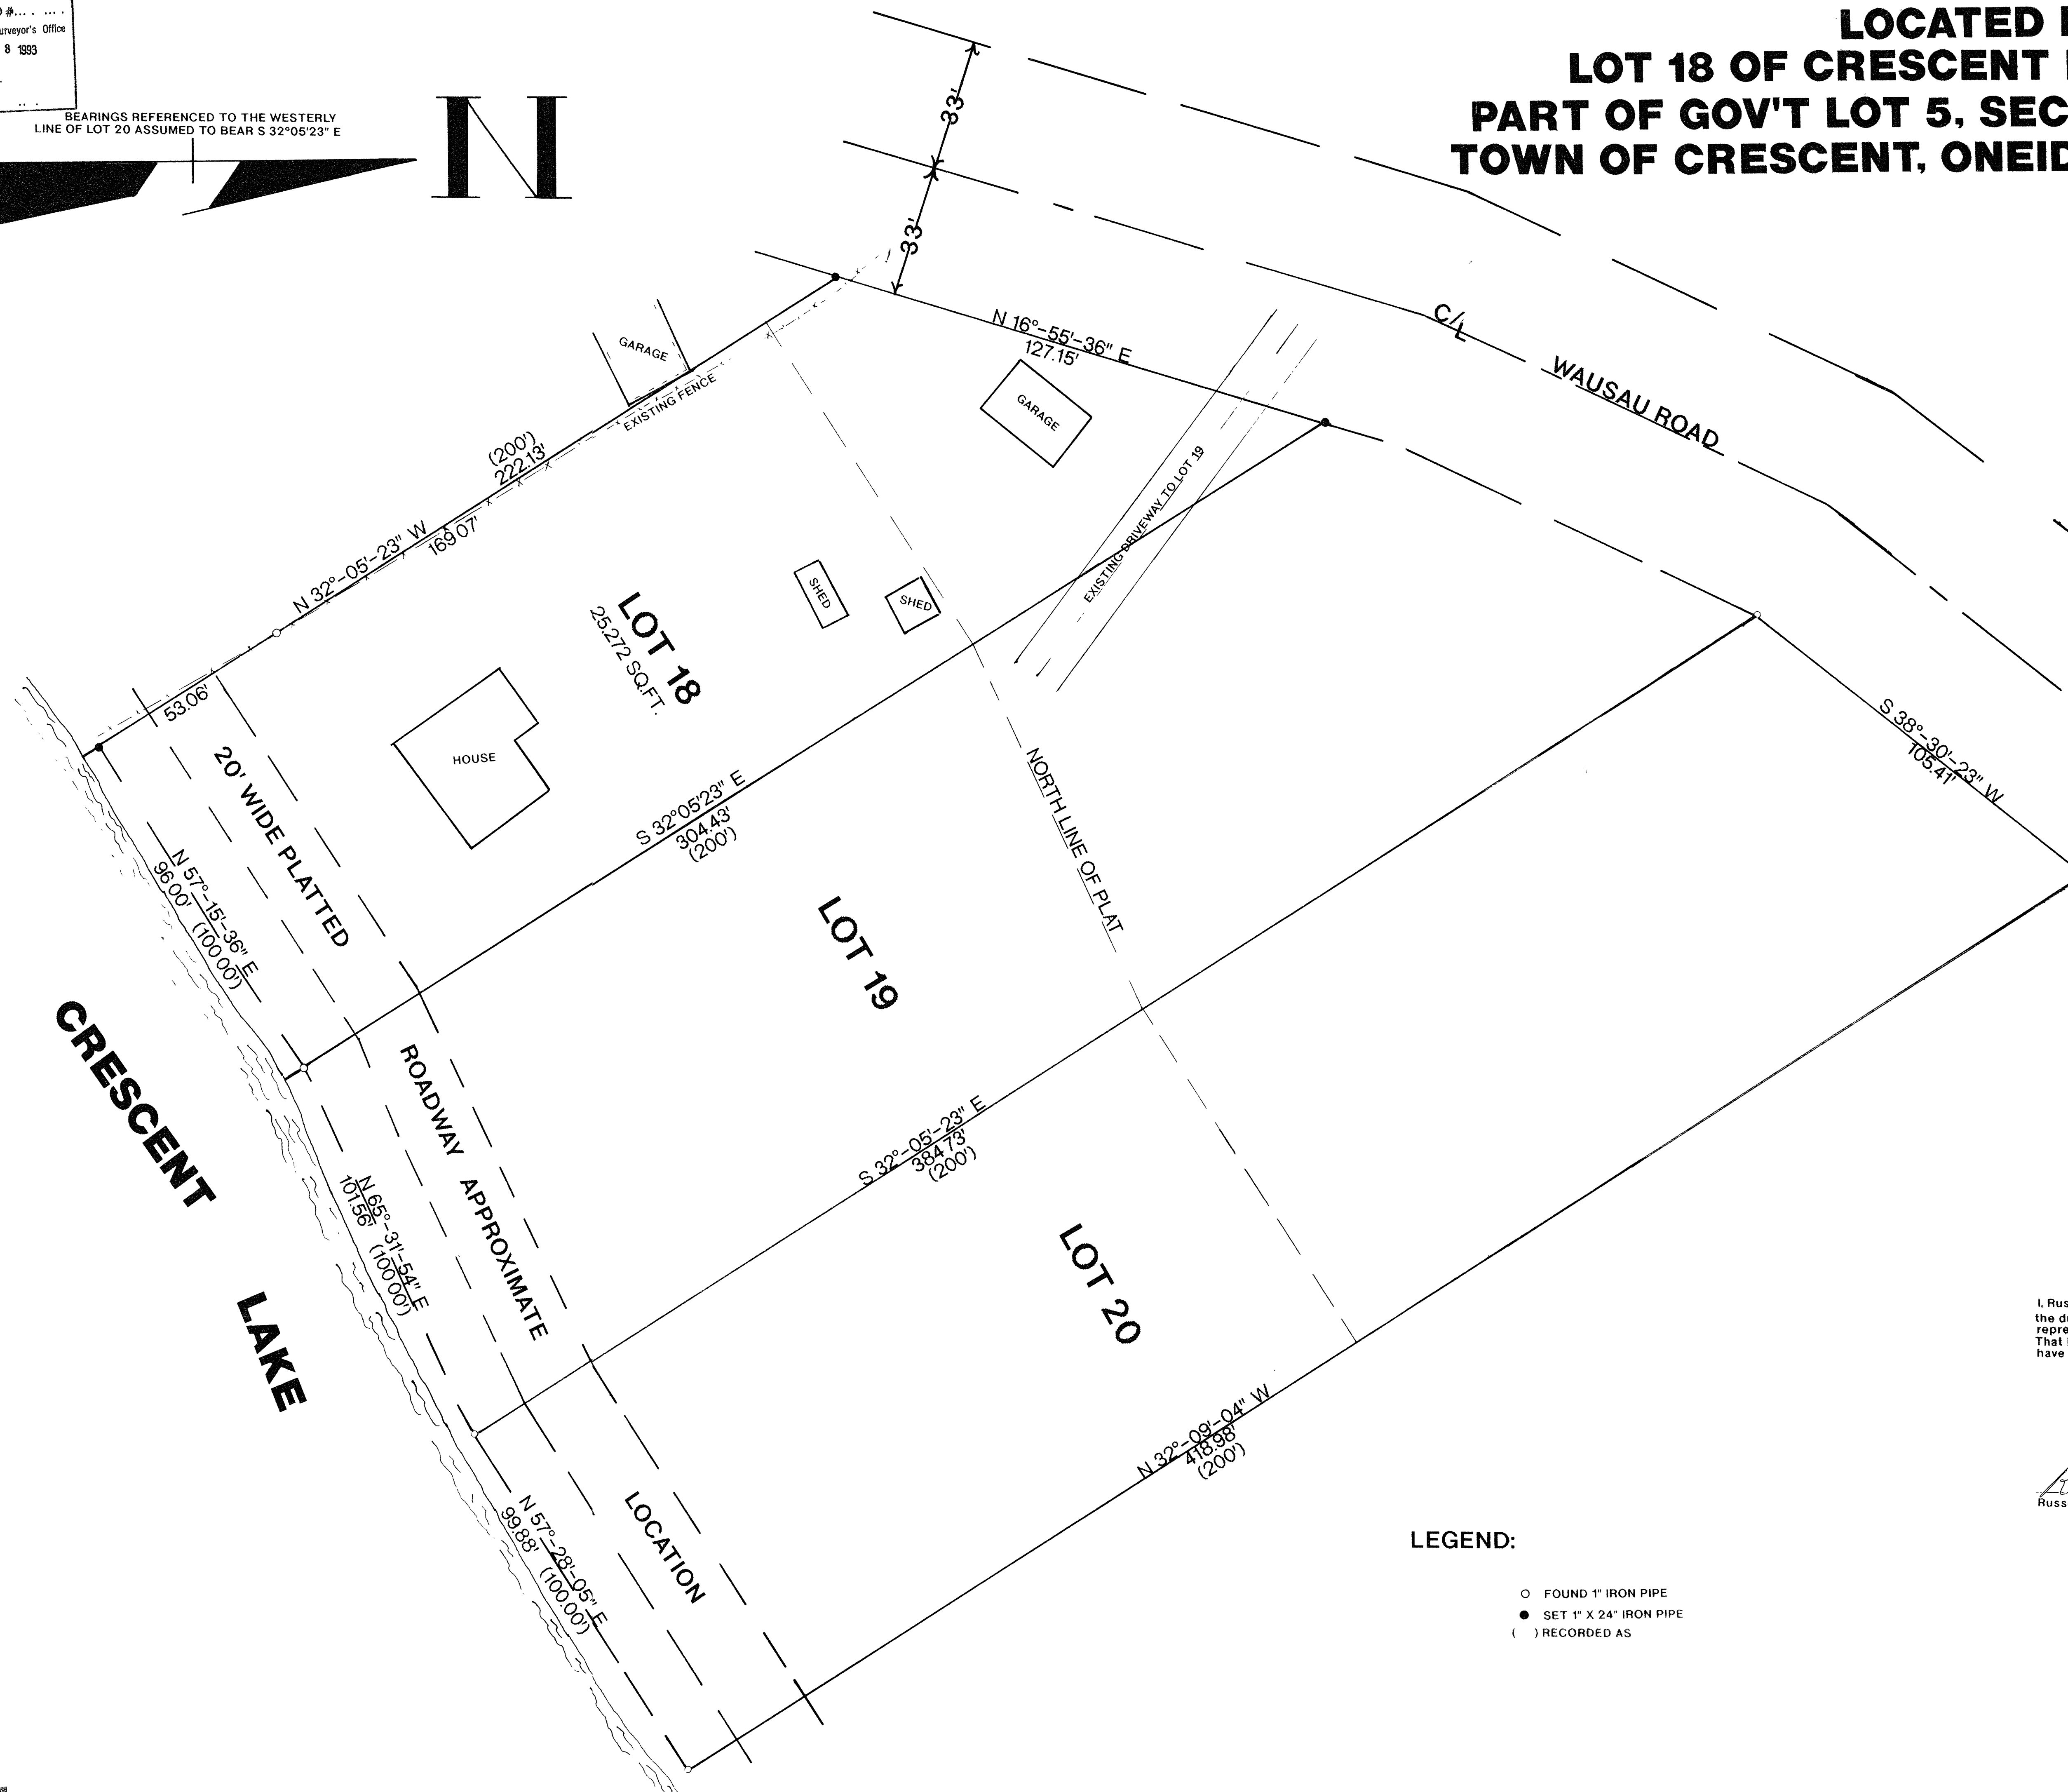 urveyor's Office
8 1993
BEARINGS REFERENCED TO THE WESTERLY
LINE OF LOT 20 ASSUMED TO BEAR S 32°05'23" E
N
LOCATED
LOT 18 OF CRESCENT
PART OF GOV'T LOT 5, SEC
TOWN OF CRESCENT, ONEID
33'
33'
C/L
WAUSAU ROAD
N 16°-55'-36" E
127.15'
GARAGE
GARAGE
EXISTING FENCE
EXISTING DRIVEWAY TO LOT 19
(200')
222.13'
N 32°-05'-23" W
169.07'
53.06'
LOT 18
25,272 SQ.FT.
SHED
SHED
HOUSE
S 32°05'23" E
304.43'
(200')
NORTH LINE OF PLAT
S 38°-30'-23" W
105.41'
20' WIDE PLATTED
ROADWAY APPROXIMATE
LOCATION
N 57°-15'-36" E
96.00' (100.00')
LOT 19
CRESCENT
LAKE
N 65°-31'-54" E
101.56' (100.00')
S 32°-05'-23" E
384.73'
(200')
LOT 20
N 57°-28'-05" E
99.88' (100.00')
N 32°-09'-04" W
418.98'
(200')
LEGEND:
○ FOUND 1" IRON PIPE
● SET 1" X 24" IRON PIPE
( ) RECORDED AS
I, Rus
the d
repre
That
have
Russ